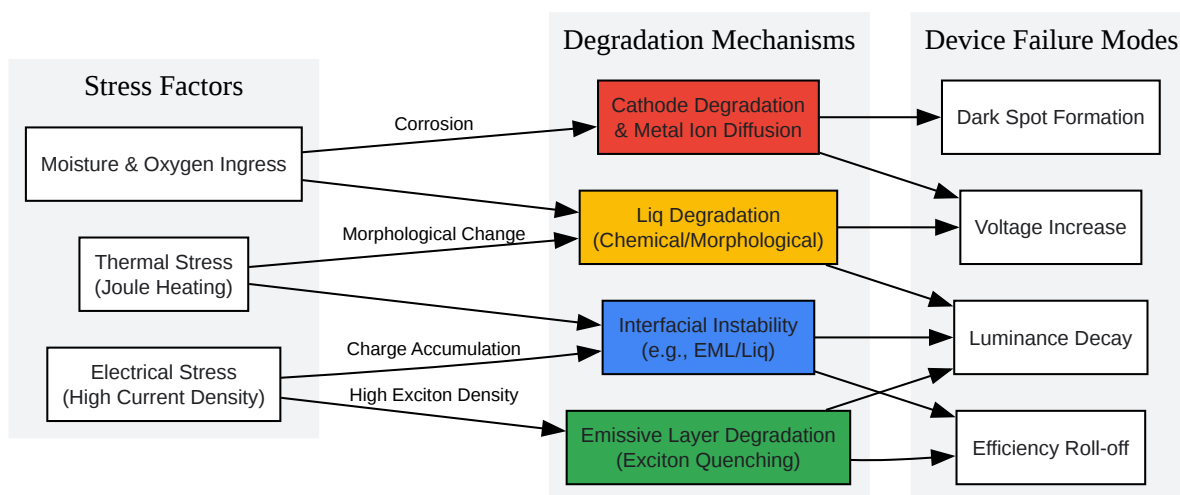 Stress Factors
Moisture & Oxygen Ingress
Thermal Stress
(Joule Heating)
Electrical Stress
(High Current Density)
Corrosion
Morphological Change
Charge Accumulation
High Exciton Density
Degradation Mechanisms
Cathode Degradation
& Metal Ion Diffusion
Liq Degradation
(Chemical/Morphological)
Interfacial Instability
(e.g., EML/Liq)
Emissive Layer Degradation
(Exciton Quenching)
Device Failure Modes
Dark Spot Formation
Voltage Increase
Luminance Decay
Efficiency Roll-off